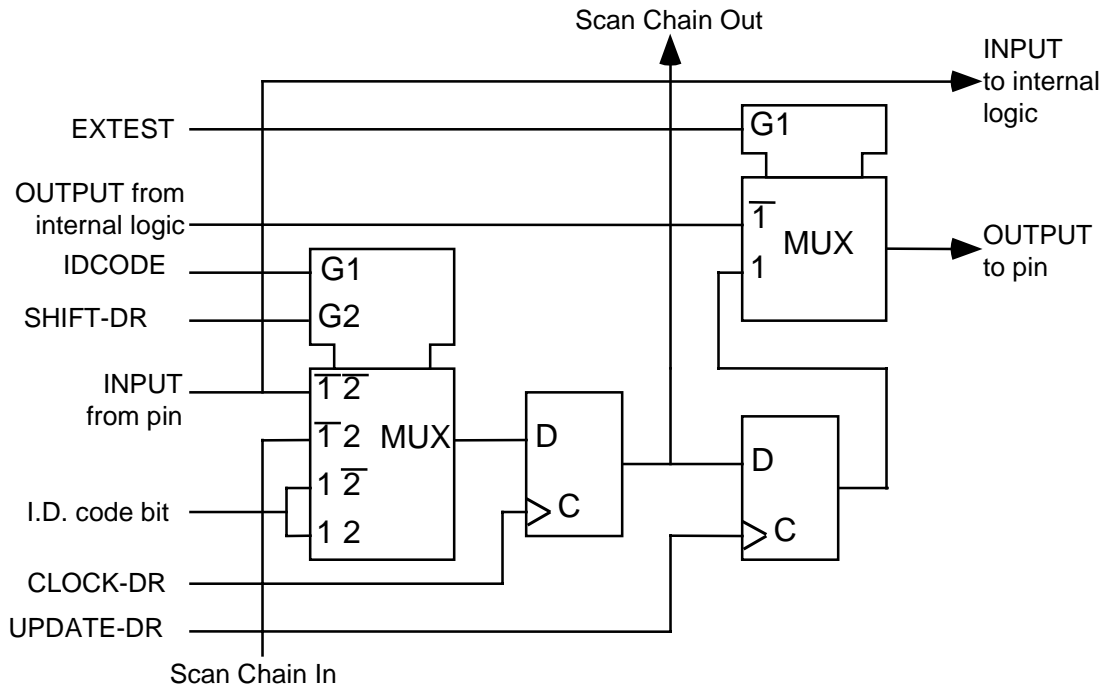 Scan Chain Out
INPUT
to internal
logic
EXTEST
G1
OUTPUT from
internal logic
1̅
MUX
1
OUTPUT
to pin
IDCODE
G1
SHIFT-DR
G2
INPUT
from pin
1̅ 2̅
1̅ 2
MUX
1 2̅
1 2
D
C
D
C
I.D. code bit
CLOCK-DR
UPDATE-DR
Scan Chain In